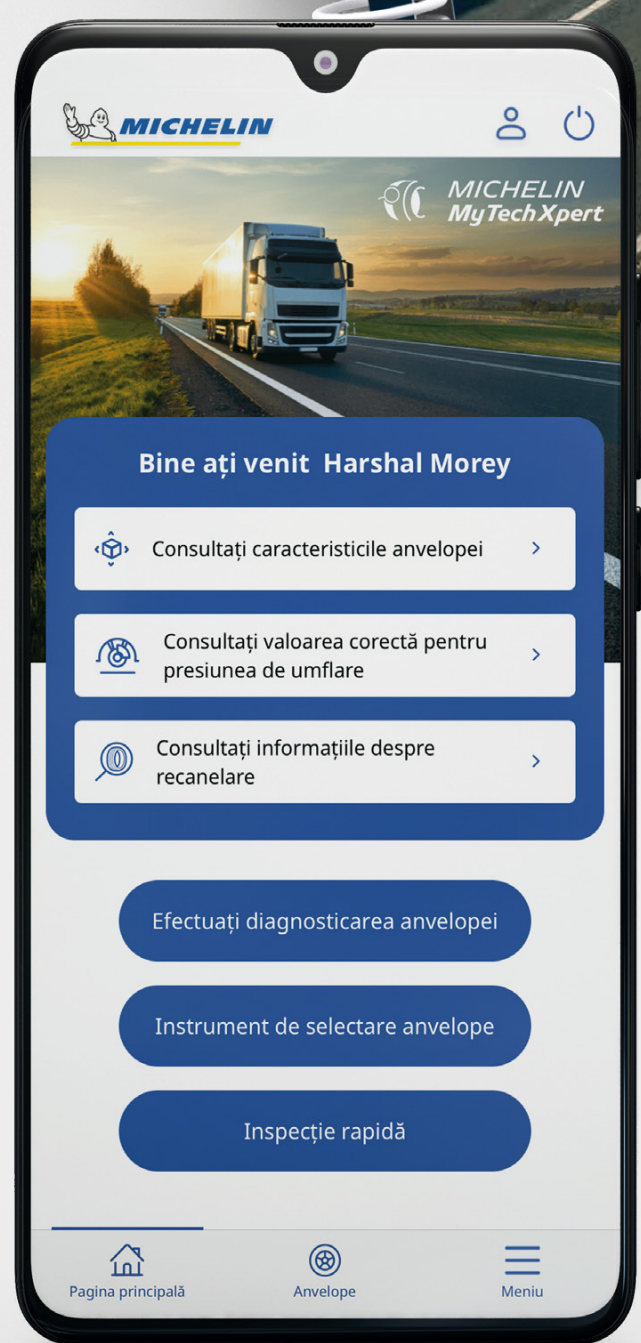 MICHELIN
MICHELIN
MyTechXpert
Bine ați venit Harshal Morey
Consultați caracteristicile anvelopei
Consultați valoarea corectă pentru
presiunea de umflare
Consultați informațiile despre
recanelare
Efectuați diagnosticarea anvelopei
Instrument de selectare anvelope
Inspecție rapidă
Pagina principală
Anvelope
Meniu